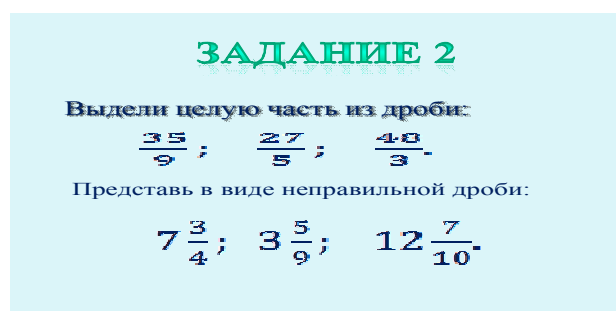 ЗАДАНИЕ 2
Выдели целую часть из дроби:
35/9 ; 27/5 ; 48/3.
Представь в виде неправильной дроби:
7 3/4 ; 3 5/9 ; 12 7/10.